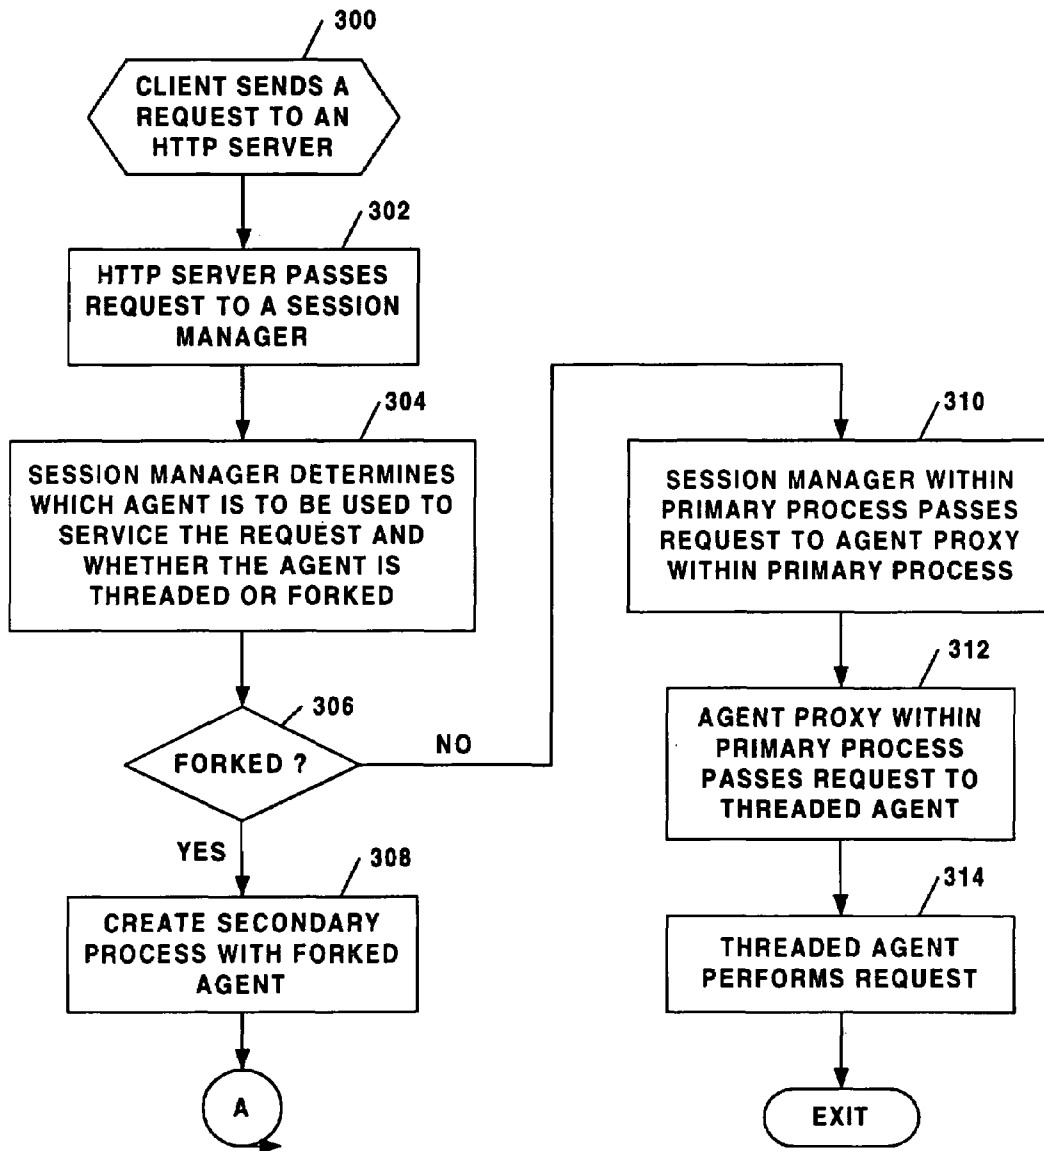 300
CLIENT SENDS A
REQUEST TO AN
HTTP SERVER
302
HTTP SERVER PASSES
REQUEST TO A SESSION
MANAGER
304
SESSION MANAGER DETERMINES
WHICH AGENT IS TO BE USED TO
SERVICE THE REQUEST AND
WHETHER THE AGENT IS
THREADED OR FORKED
306
FORKED ?
NO
YES
308
CREATE SECONDARY
PROCESS WITH FORKED
AGENT
A
310
SESSION MANAGER WITHIN
PRIMARY PROCESS PASSES
REQUEST TO AGENT PROXY
WITHIN PRIMARY PROCESS
312
AGENT PROXY WITHIN
PRIMARY PROCESS
PASSES REQUEST TO
THREADED AGENT
314
THREADED AGENT
PERFORMS REQUEST
EXIT